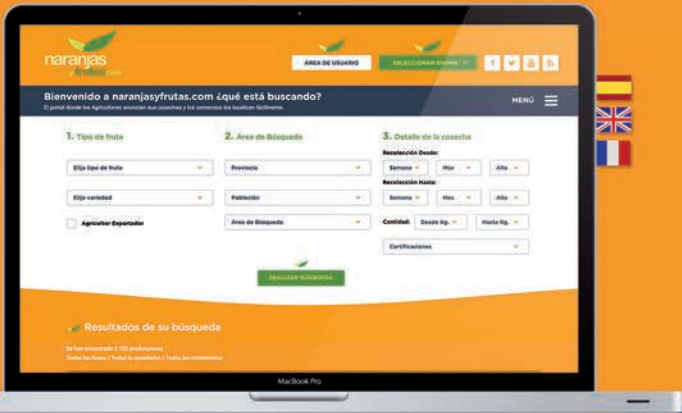 naranjas
y frutas.com
ÁREA DE USUARIO
SELECCIONAR IDIOMA
Bienvenido a naranjasyfrutas.com ¿qué está buscando?
El portal donde los Agricultores anuncian sus cosechas y los comercios los localizan fácilmente.
MENÚ
1. Tipo de fruta
Elija tipo de fruta
Elija variedad
Agricultor Exportador
2. Área de Búsqueda
Provincia
Población
Área de Búsqueda
3. Detalle de la cosecha
Recolección Desde:
Semana
Mes
Año
Recolección Hasta:
Semana
Mes
Año
Cantidad:
Desde Kg.
Hasta Kg.
Certificaciones
REALIZAR BÚSQUEDA
Resultados de su búsqueda
Se han encontrado
MacBook Pro